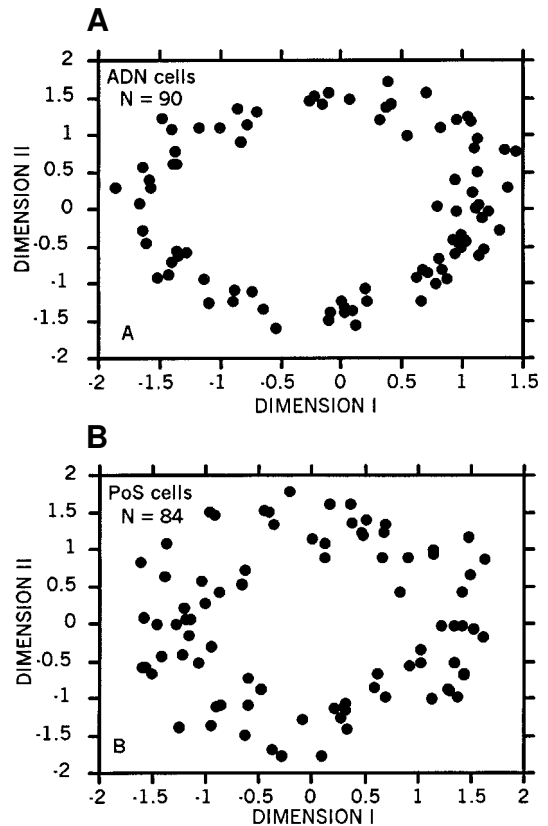 A
ADN cells
N = 90
DIMENSION II
2
1.5
1
0.5
0
-0.5
-1
-1.5
-2
A
-2 -1.5 -1 -0.5 0 0.5 1 1.5
DIMENSION I
B
PoS cells
N = 84
DIMENSION II
2
1.5
1
0.5
0
-0.5
-1
-1.5
-2
B
-2 -1.5 -1 -0.5 0 0.5 1 1.5 2
DIMENSION I